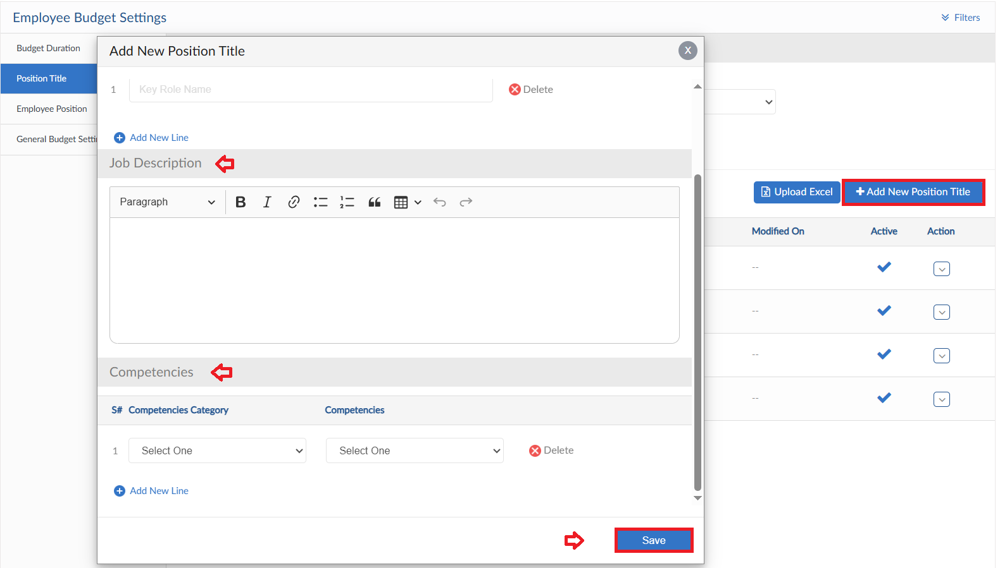 Employee Budget Settings
Filters
Budget Duration
Position Title
Employee Position
General Budget
Add New Position Title
X
1 Key Role Name Delete
Add New Line
Job Description
Paragraph B I
Competencies
S# Competencies Category Competencies
1 Select One Select One Delete
Add New Line
Save
Upload Excel Add New Position Title
Modified On Active Action
--
--
--
--